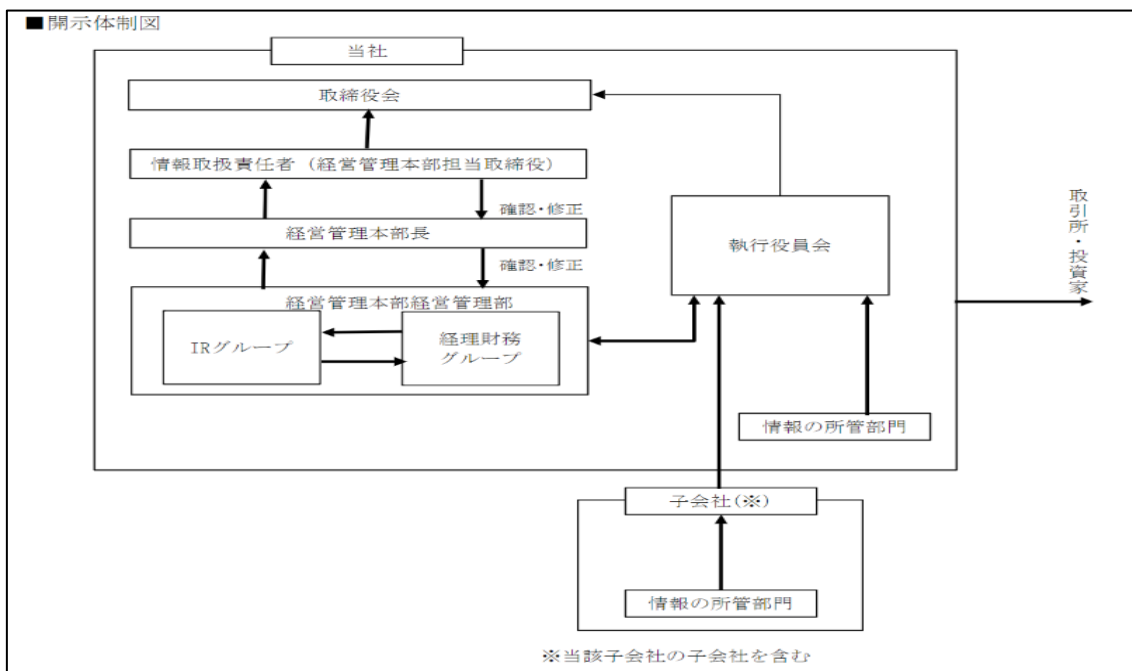 ■開示体制図
当社
取締役会
情報取扱責任者（経営管理本部担当取締役）
確認・修正
経営管理本部長
確認・修正
経営管理本部経営管理部
IRグループ
経理財務
グループ
執行役員会
情報の所管部門
取引所・投資家
子会社(※)
情報の所管部門
※当該子会社の子会社を含む